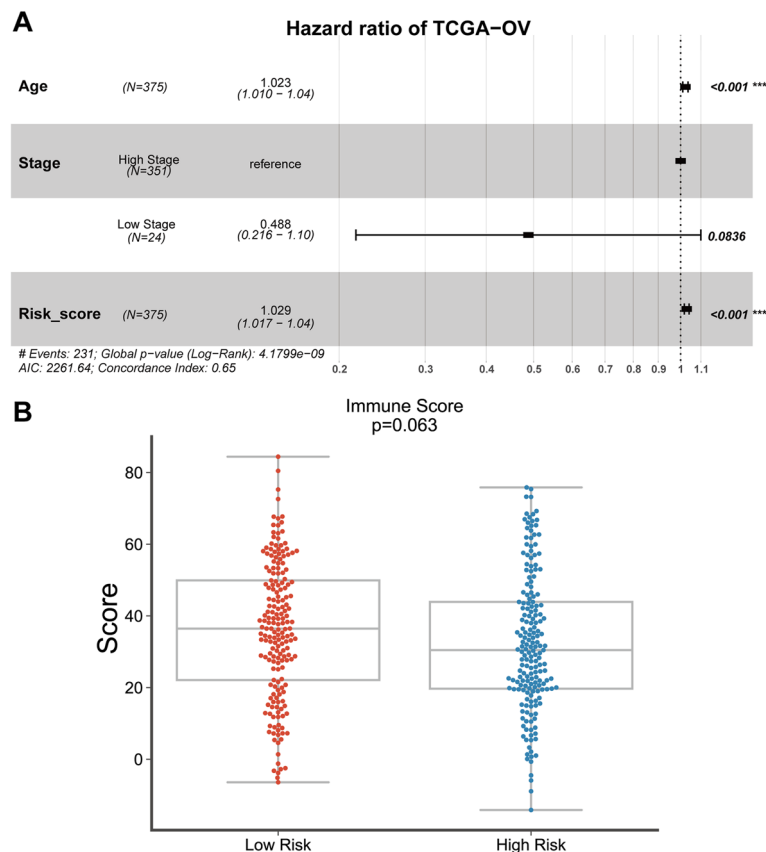 A
Hazard ratio of TCGA−OV
Age (N=375) 1.023 (1.010 − 1.04) <0.001 ***
Stage High Stage (N=351) reference
Low Stage (N=24) 0.488 (0.216 − 1.10) 0.0836
Risk_score (N=375) 1.029 (1.017 − 1.04) <0.001 ***
# Events: 231; Global p−value (Log−Rank): 4.1799e−09
AIC: 2261.64; Concordance Index: 0.65
0.2 0.3 0.4 0.5 0.6 0.7 0.8 0.9 1 1.1
B
Immune Score
p=0.063
Score
80
60
40
20
0
Low Risk High Risk